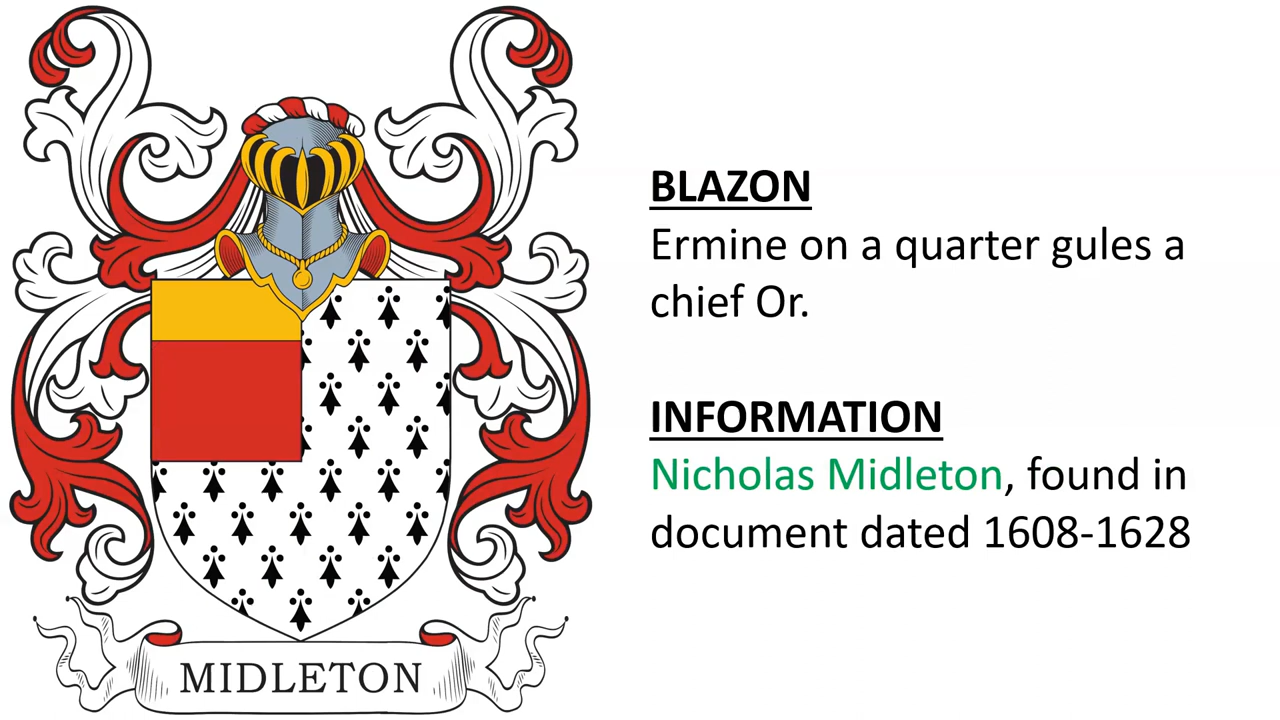 BLAZON
Ermine on a quarter gules a
chief Or.
INFORMATION
Nicholas Midleton, found in
document dated 1608-1628
MIDLETON